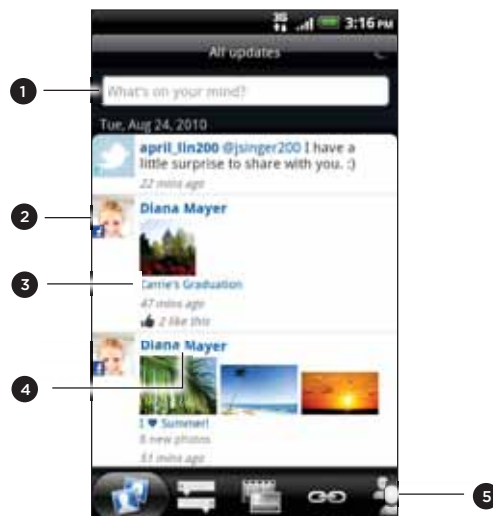 3G
3:16 PM
All updates
1
What's on your mind?
Tue, Aug 24, 2010
april_lin200 @jsinger200 I have a
little surprise to share with you. :)
22 mins ago
2
Diana Mayer
3
Carrie's Graduation
47 mins ago
2 like this
Diana Mayer
4
I ♥ Summer!
8 new photos
51 mins ago
5